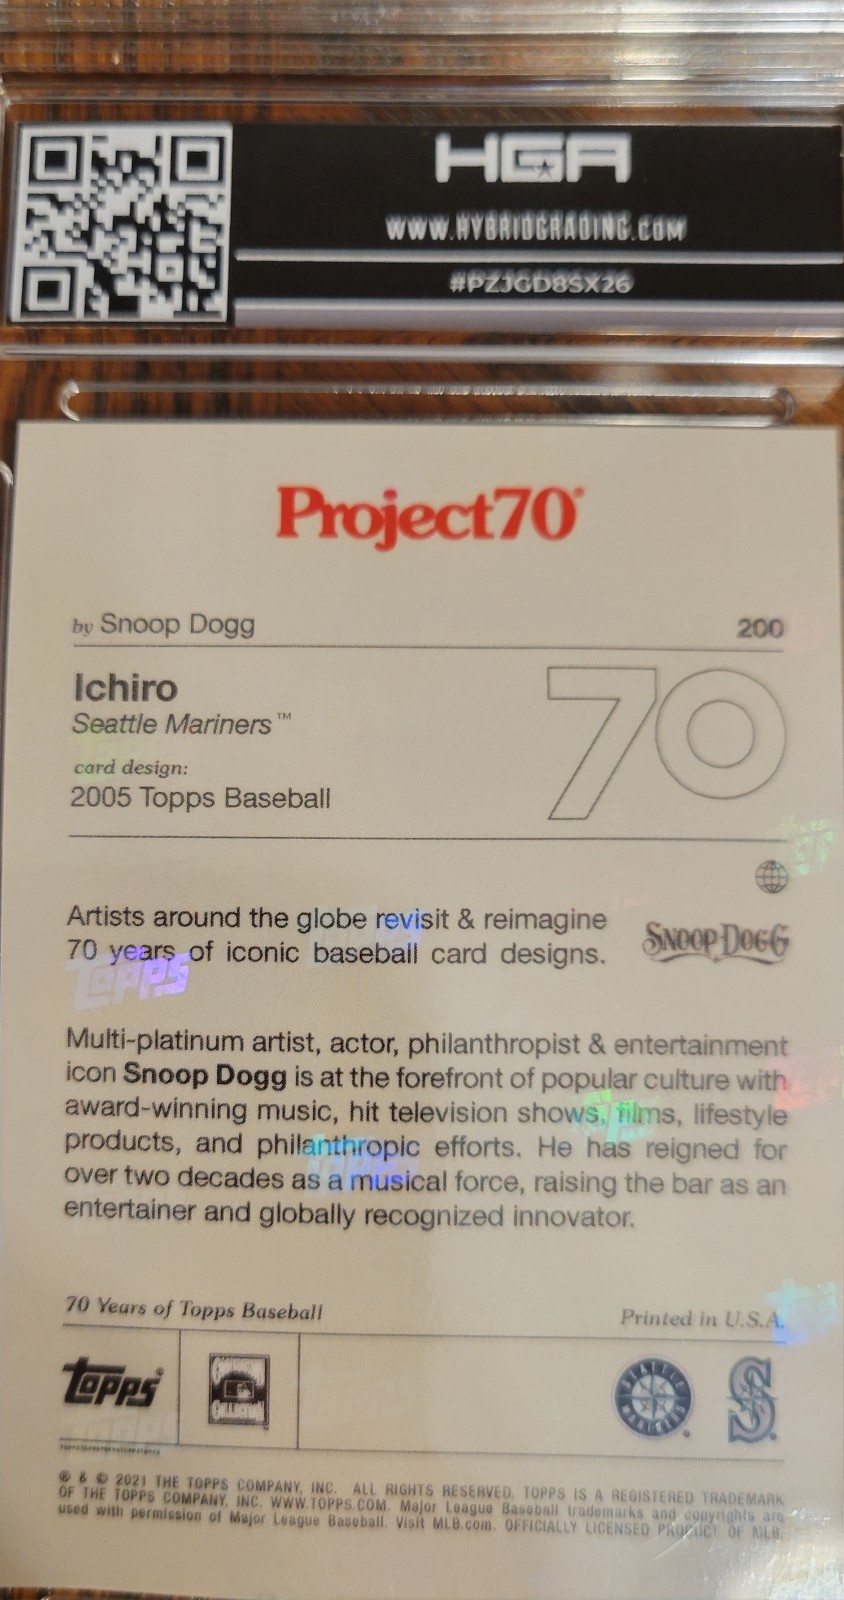 HGA
WWW.HYBRIDGRADING.COM
#PZJGD8SX26
Project70®
by Snoop Dogg
200
Ichiro
Seattle Mariners™
70
card design:
2005 Topps Baseball
Artists around the globe revisit & reimagine
70 years of iconic baseball card designs.
SNOOP DOGG
Topps
Multi-platinum artist, actor, philanthropist & entertainment
icon Snoop Dogg is at the forefront of popular culture with
award-winning music, hit television shows, films, lifestyle
products, and philanthropic efforts. He has reigned for
over two decades as a musical force, raising the bar as an
entertainer and globally recognized innovator.
70 Years of Topps Baseball
Printed in U.S.A.
Topps®
SEATTLE MARINERS
S
® & © 2021 THE TOPPS COMPANY, INC. ALL RIGHTS RESERVED. TOPPS IS A REGISTERED TRADEMARK
OF THE TOPPS COMPANY, INC. WWW.TOPPS.COM. Major League Baseball trademarks and copyrights are
used with permission of Major League Baseball. Visit MLB.com. OFFICIALLY LICENSED PRODUCT OF MLB.